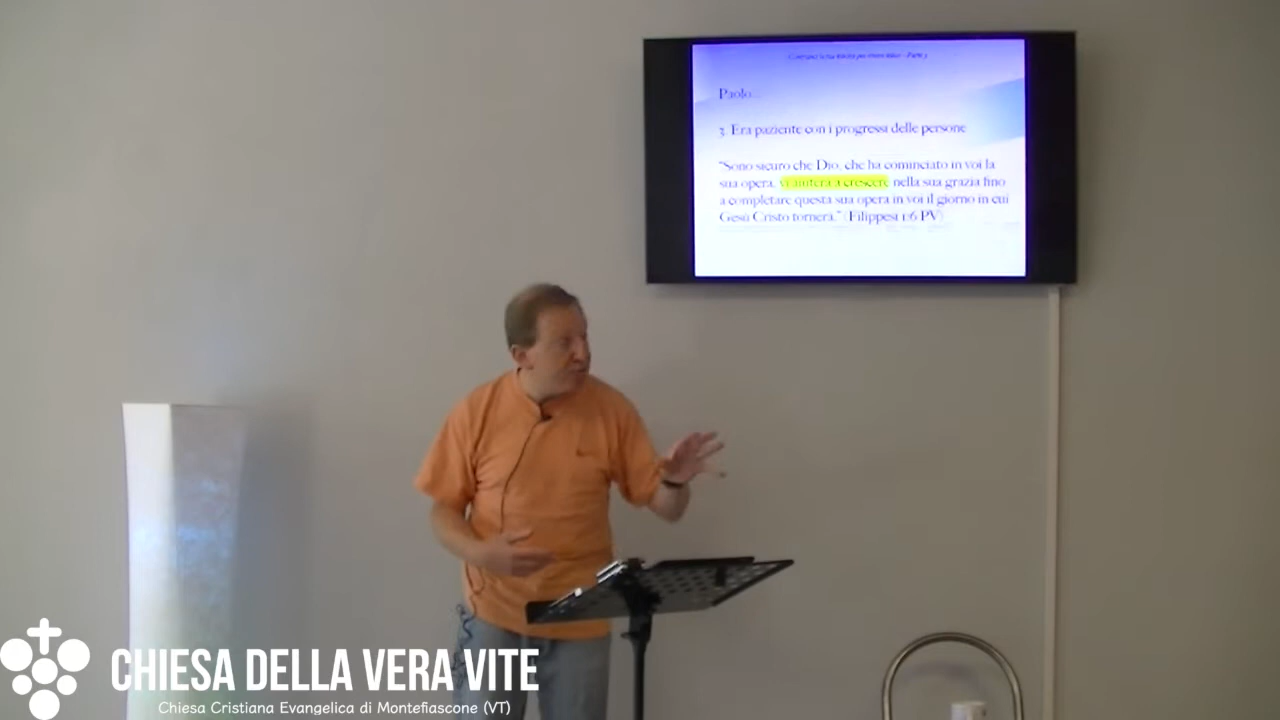 Paolo...
3. Era paziente con i progressi delle persone
"Sono sicuro che Dio, che ha cominciato in voi la
sua opera, vi aiuterà a crescere nella sua grazia fino
a completare questa sua opera in voi il giorno in cui
Gesù Cristo tornerà." (Filippesi 1:6 PV)
CHIESA DELLA VERA VITE
Chiesa Cristiana Evangelica di Montefiascone (VT)